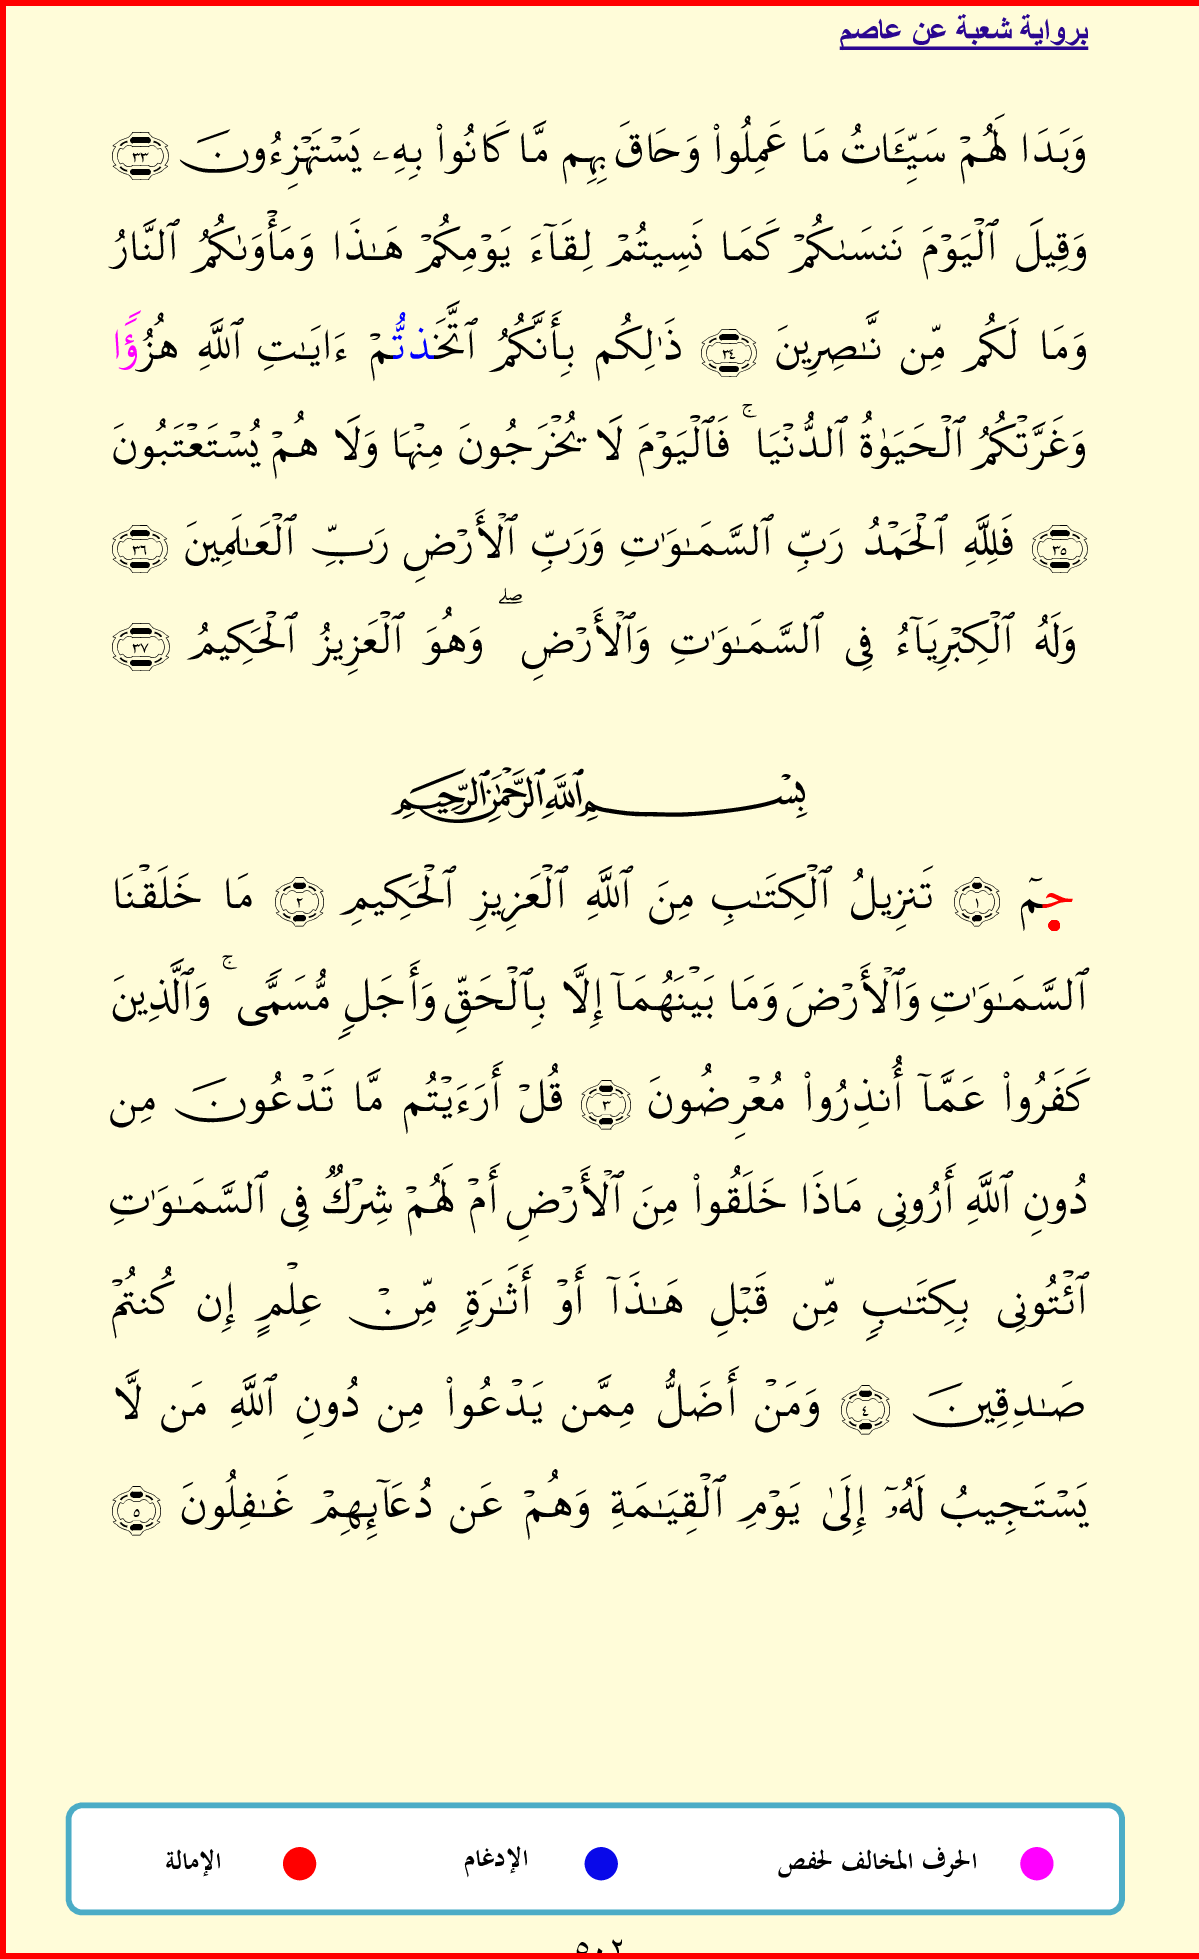 برواية شعبة عن عاصم
وَبَدَا لَهُمْ سَيِّـَٔاتُ مَا عَمِلُوا۟ وَحَاقَ بِهِم مَّا كَانُوا۟ بِهِۦ يَسْتَهْزِءُونَ ٣٣
وَقِيلَ ٱلْيَوْمَ نَنسَىٰكُمْ كَمَا نَسِيتُمْ لِقَآءَ يَوْمِكُمْ هَـٰذَا وَمَأْوَىٰكُمُ ٱلنَّارُ
وَمَا لَكُم مِّن نَّـٰصِرِينَ ٣٤ ذَٰلِكُم بِأَنَّكُمُ ٱتَّخَذتُّمْ ءَايَـٰتِ ٱللَّهِ هُزُؤًا
وَغَرَّتْكُمُ ٱلْحَيَوٰةُ ٱلدُّنْيَا ۚ فَٱلْيَوْمَ لَا يُخْرَجُونَ مِنْهَا وَلَا هُمْ يُسْتَعْتَبُونَ
٣٥ فَلِلَّهِ ٱلْحَمْدُ رَبِّ ٱلسَّمَـٰوَٰتِ وَرَبِّ ٱلْأَرْضِ رَبِّ ٱلْعَـٰلَمِينَ ٣٦
وَلَهُ ٱلْكِبْرِيَآءُ فِى ٱلسَّمَـٰوَٰتِ وَٱلْأَرْضِ ۖ وَهُوَ ٱلْعَزِيزُ ٱلْحَكِيمُ ٣٧
بِسْمِ ٱللَّهِ ٱلرَّحْمَـٰنِ ٱلرَّحِيمِ
حمٓ ١ تَنزِيلُ ٱلْكِتَـٰبِ مِنَ ٱللَّهِ ٱلْعَزِيزِ ٱلْحَكِيمِ ٢ مَا خَلَقْنَا
ٱلسَّمَـٰوَٰتِ وَٱلْأَرْضَ وَمَا بَيْنَهُمَآ إِلَّا بِٱلْحَقِّ وَأَجَلٍ مُّسَمًّى ۚ وَٱلَّذِينَ
كَفَرُوا۟ عَمَّآ أُنذِرُوا۟ مُعْرِضُونَ ٣ قُلْ أَرَءَيْتُم مَّا تَدْعُونَ مِن
دُونِ ٱللَّهِ أَرُونِى مَاذَا خَلَقُوا۟ مِنَ ٱلْأَرْضِ أَمْ لَهُمْ شِرْكٌ فِى ٱلسَّمَـٰوَٰتِ
ٱئْتُونِى بِكِتَـٰبٍ مِّن قَبْلِ هَـٰذَآ أَوْ أَثَـٰرَةٍ مِّنْ عِلْمٍ إِن كُنتُمْ
صَـٰدِقِينَ ٤ وَمَنْ أَضَلُّ مِمَّن يَدْعُوا۟ مِن دُونِ ٱللَّهِ مَن لَّا
يَسْتَجِيبُ لَهُۥٓ إِلَىٰ يَوْمِ ٱلْقِيَـٰمَةِ وَهُمْ عَن دُعَآئِهِمْ غَـٰفِلُونَ ٥
الحرف المخالف لحفص الإدغام الإمالة
٥٠٢